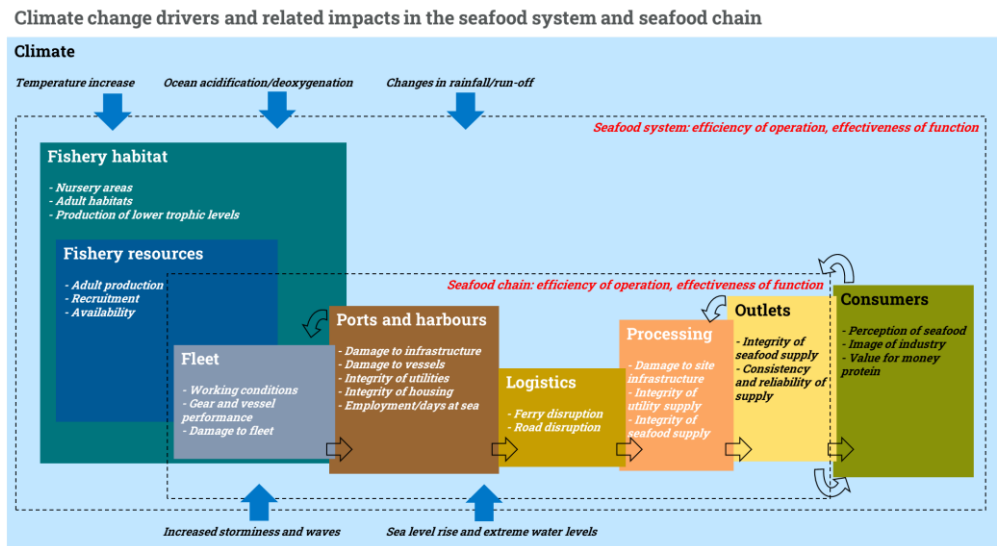 Climate change drivers and related impacts in the seafood system and seafood chain
Climate
Temperature increase
Ocean acidification/deoxygenation
Changes in rainfall/run-off
Seafood system: efficiency of operation, effectiveness of function
Fishery habitat
- Nursery areas
- Adult habitats
- Production of lower trophic levels
Fishery resources
- Adult production
- Recruitment
- Availability
Seafood chain: efficiency of operation, effectiveness of function
Fleet
- Working conditions
- Gear and vessel
performance
- Damage to fleet
Ports and harbours
- Damage to infrastructure
- Damage to vessels
- Integrity of utilities
- Integrity of housing
- Employment/days at sea
Logistics
- Ferry disruption
- Road disruption
Processing
- Damage to site
infrastructure
- Integrity of
utility supply
- Integrity of
seafood supply
Outlets
- Integrity of
seafood supply
- Consistency
and reliability of
supply
Consumers
- Perception of seafood
- Image of industry
- Value for money
protein
Increased storminess and waves
Sea level rise and extreme water levels